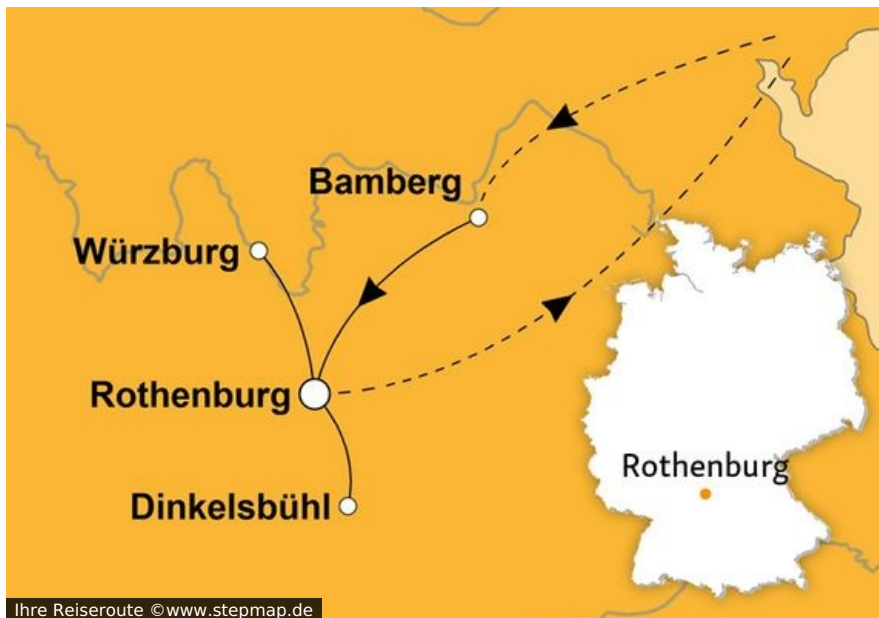 Bamberg
Würzburg
Rothenburg
Rothenburg
Dinkelsbühl
Ihre Reiseroute ©www.stepmap.de